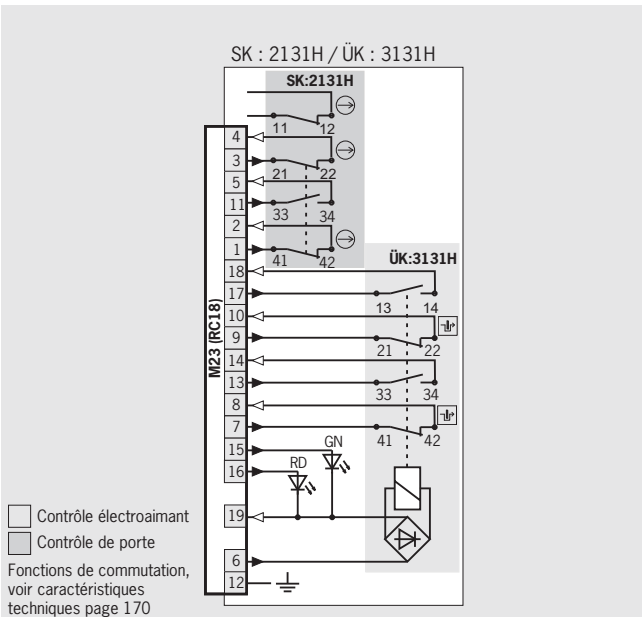 SK : 2131H / ÜK : 3131H
SK:2131H
11 12
4
3
21 22
5
11
33 34
2
1
41 42
ÜK:3131H
18
17
13 14
10
9
21 22
14
13
33 34
8
7
41 42
15
GN
16
RD
19
6
12
M23 (RC18)
Contrôle électroaimant
Contrôle de porte
Fonctions de commutation,
voir caractéristiques
techniques page 170